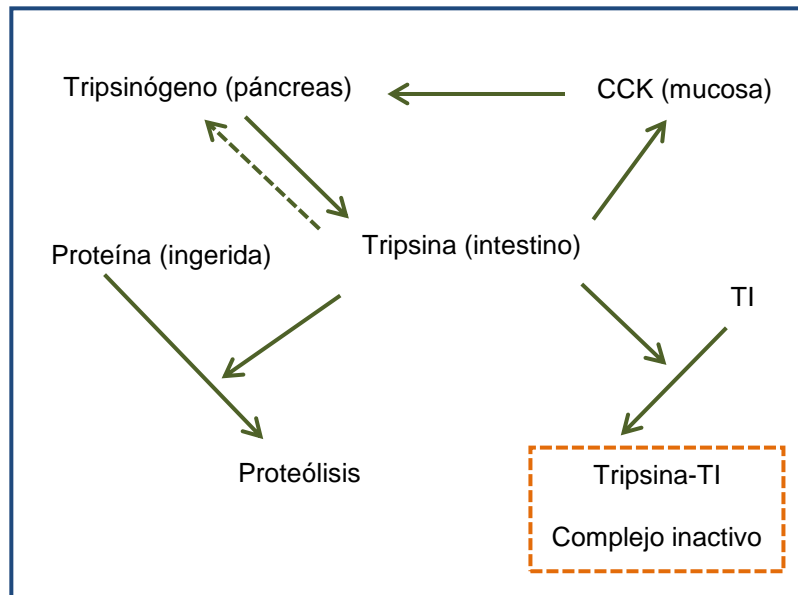 Tripsinógeno (páncreas)
CCK (mucosa)
Proteína (ingerida)
Tripsina (intestino)
TI
Proteólisis
Tripsina-TI
Complejo inactivo